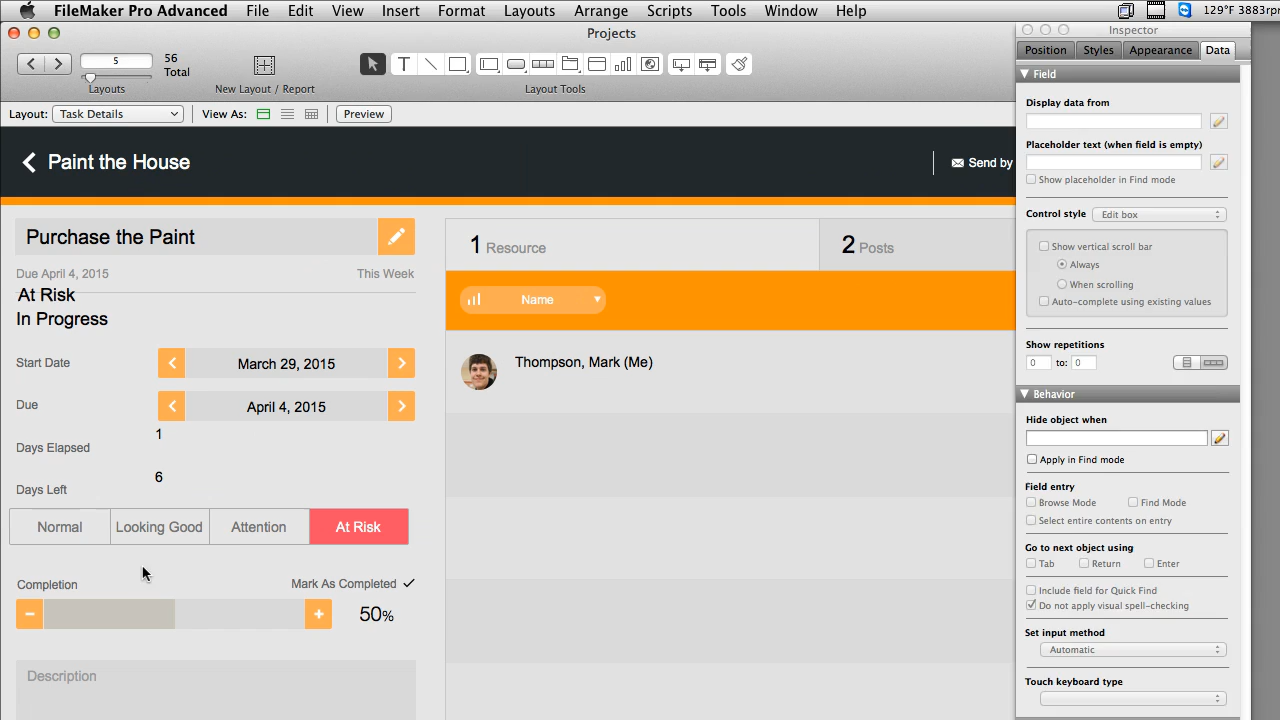 FileMaker Pro Advanced File Edit View Insert Format Layouts Arrange Scripts Tools Window Help 129°F 3883rpm
Projects
Inspector
5
56
Total
Layouts
New Layout / Report
Layout Tools
Position Styles Appearance Data
Layout: Task Details View As: Preview
Paint the House
Send by
Purchase the Paint
Due April 4, 2015 This Week
At Risk
In Progress
Start Date March 29, 2015
Due April 4, 2015
1
Days Elapsed
6
Days Left
Normal Looking Good Attention At Risk
Completion Mark As Completed
50%
Description
1 Resource 2 Posts
Name
Thompson, Mark (Me)
Field
Display data from
Placeholder text (when field is empty)
Show placeholder in Find mode
Control style Edit box
Show vertical scroll bar
Always
When scrolling
Auto-complete using existing values
Show repetitions
0 to: 0
Behavior
Hide object when
Apply in Find mode
Field entry
Browse Mode Find Mode
Select entire contents on entry
Go to next object using
Tab Return Enter
Include field for Quick Find
Do not apply visual spell-checking
Set input method
Automatic
Touch keyboard type